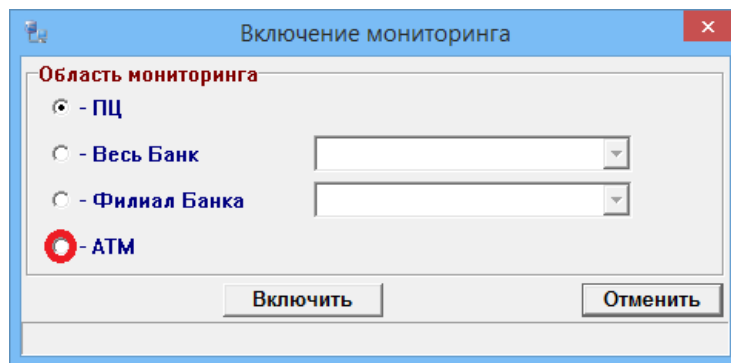 Включение мониторинга
Область мониторинга
- ПЦ
- Весь Банк
- Филиал Банка
- АТМ
Включить Отменить